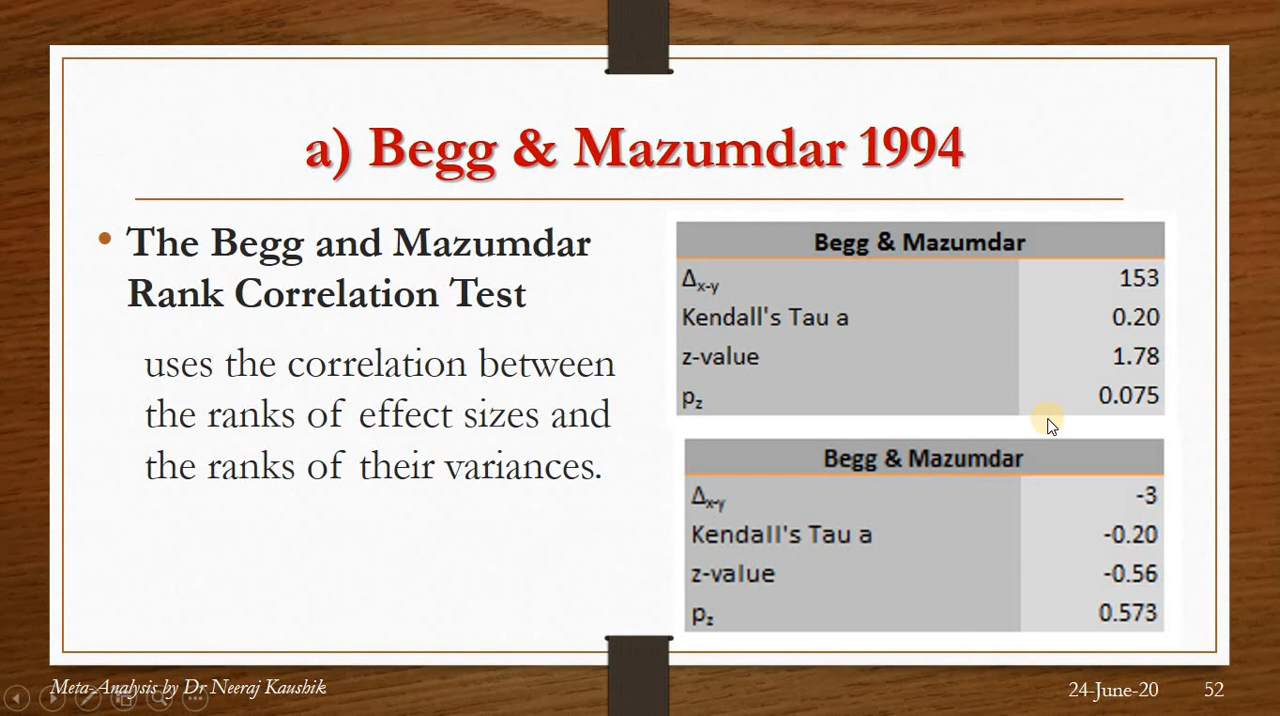 a) Begg & Mazumdar 1994
• The Begg and Mazumdar
Rank Correlation Test
uses the correlation between
the ranks of effect sizes and
the ranks of their variances.
Begg & Mazumdar
Δx-y 153
Kendall's Tau a 0.20
z-value 1.78
pz 0.075
Begg & Mazumdar
Δx-y -3
Kendall's Tau a -0.20
z-value -0.56
pz 0.573
Meta-Analysis by Dr Neeraj Kaushik
24-June-20 52